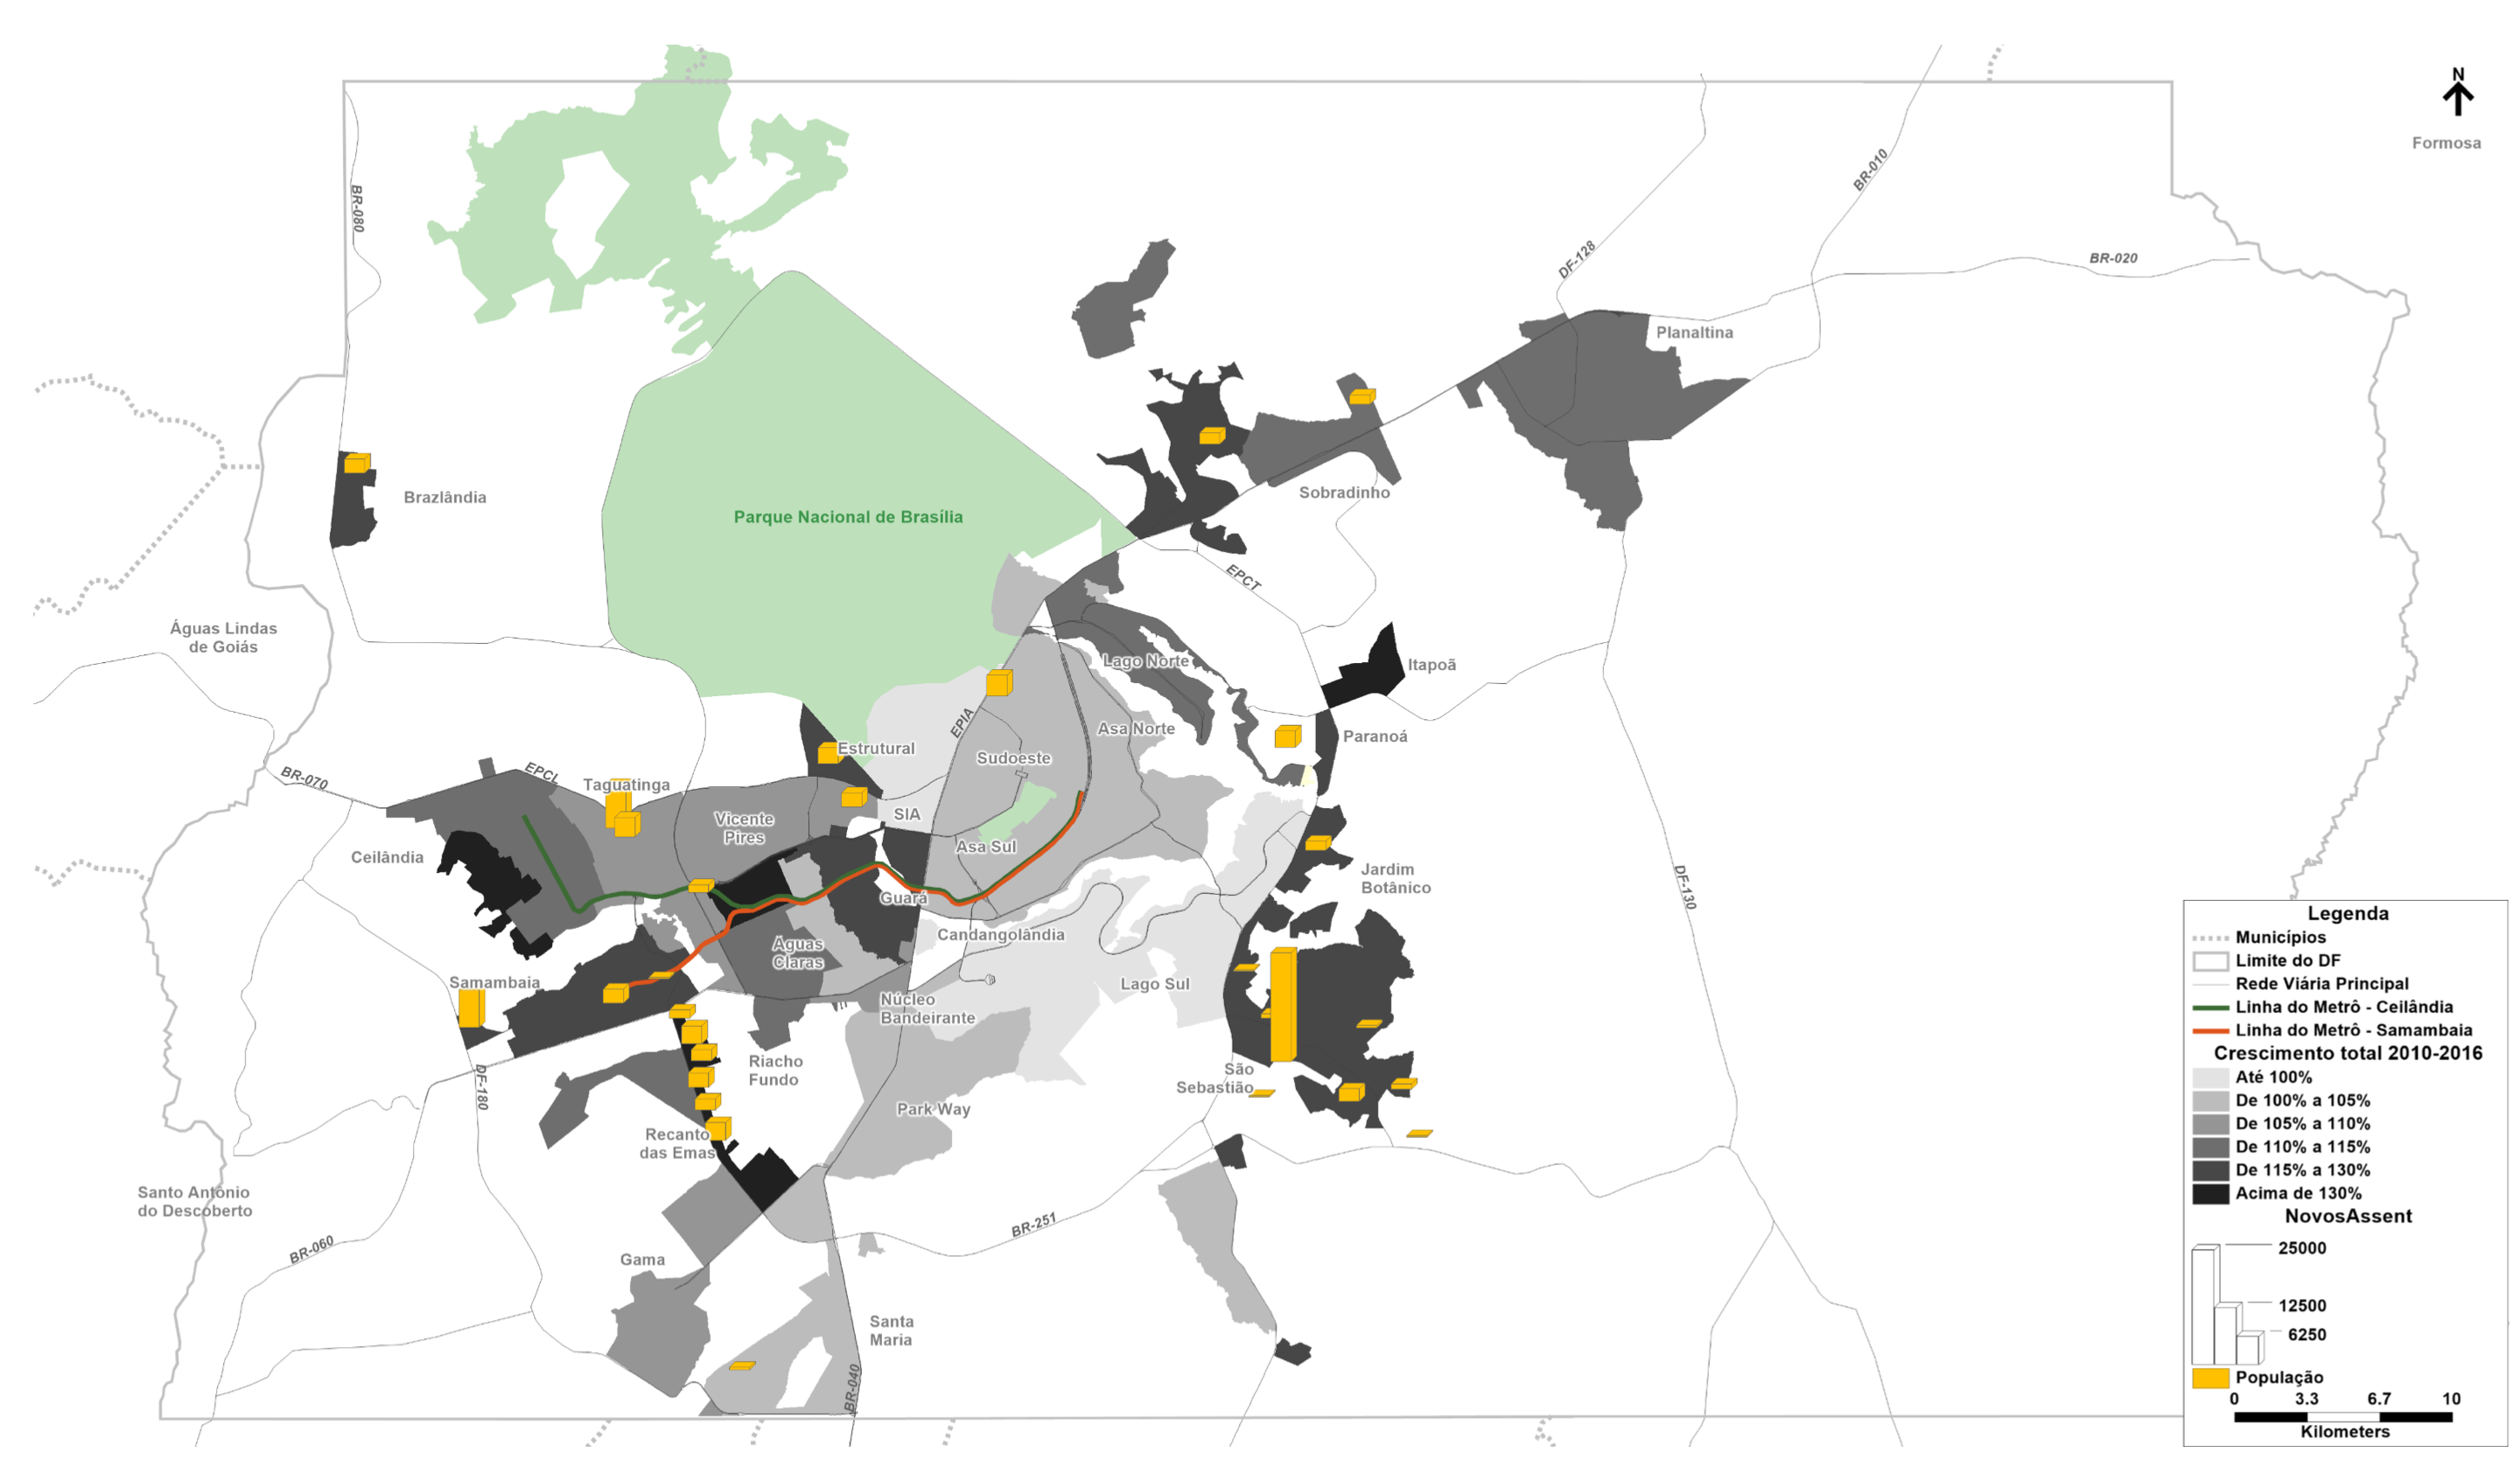 N
Formosa
BR-080
BR-010
DF-128
BR-020
Planaltina
Brazlândia
Sobradinho
Parque Nacional de Brasília
EPCT
Águas Lindas
de Goiás
Lago Norte
Itapoã
EPIA
Asa Norte
Paranoá
Estrutural
Sudoeste
BR-070
EPCL
Taguatinga
Vicente
Pires
SIA
Asa Sul
Ceilândia
Jardim
Botânico
DF-130
Guará
Candangolândia
Águas
Claras
Samambaia
Lago Sul
Núcleo
Bandeirante
DF-180
Riacho
Fundo
São
Sebastião
Park Way
Recanto
das Emas
Santo Antônio
do Descoberto
BR-060
BR-251
Gama
Santa
Maria
BR-040
Legenda
Municípios
Limite do DF
Rede Viária Principal
Linha do Metrô - Ceilândia
Linha do Metrô - Samambaia
Crescimento total 2010-2016
Até 100%
De 100% a 105%
De 105% a 110%
De 110% a 115%
De 115% a 130%
Acima de 130%
NovosAssent
25000
12500
6250
População
0 3.3 6.7 10
Kilometers